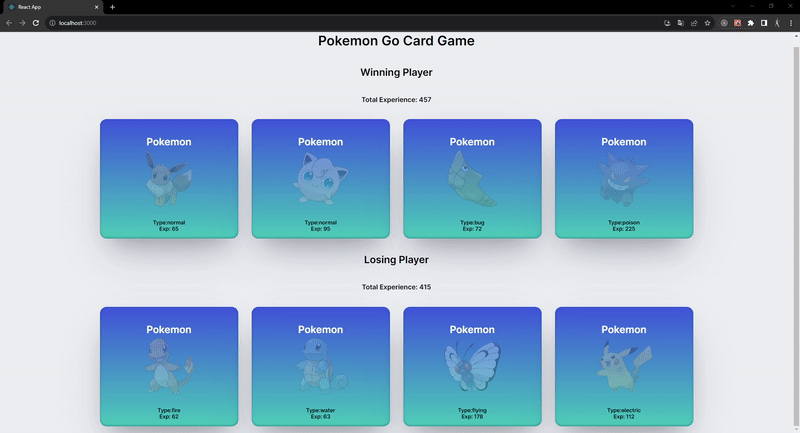 React App
localhost:3000
Pokemon Go Card Game
Winning Player
Total Experience: 457
Pokemon Pokemon Pokemon Pokemon
Type:normal Type:normal Type:bug Type:poison
Exp: 65 Exp: 95 Exp: 72 Exp: 225
Losing Player
Total Experience: 415
Pokemon Pokemon Pokemon Pokemon
Type:fire Type:water Type:flying Type:electric
Exp: 62 Exp: 63 Exp: 178 Exp: 112